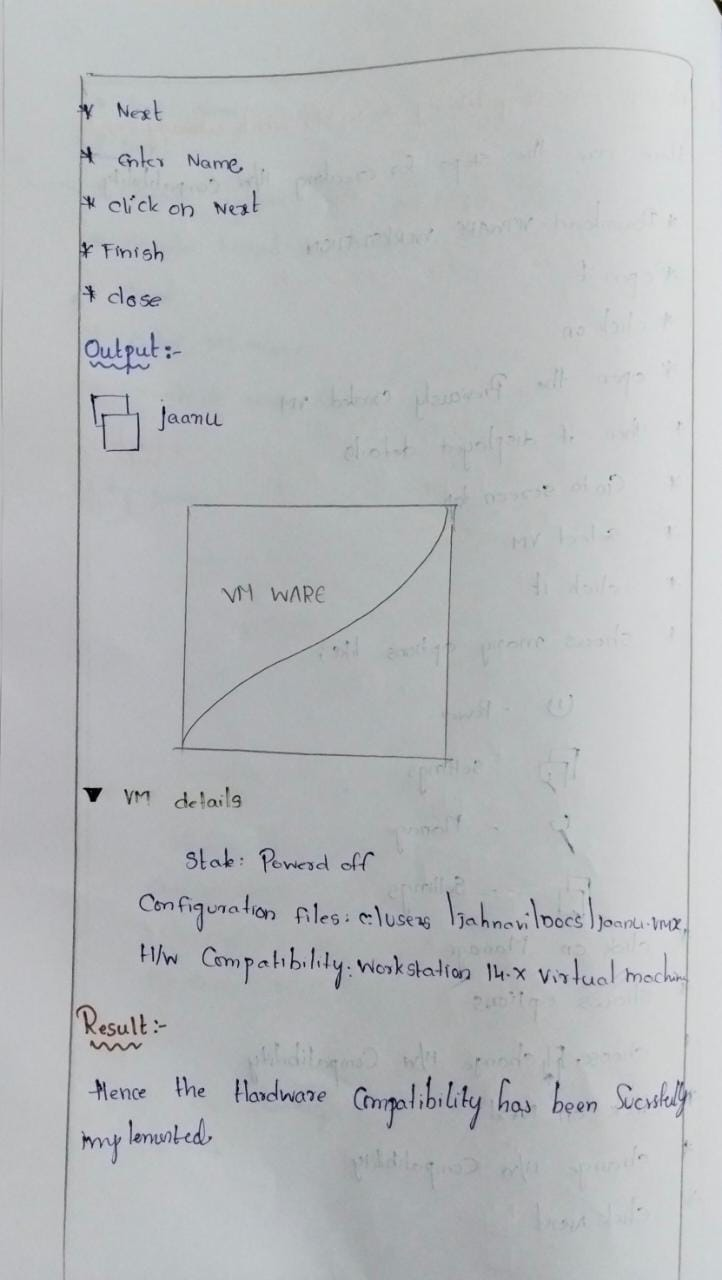 * Next
* Enter Name
* click on Next
* Finish
* close
Output:-
jaanu
VM WARE
▼ VM details
State: Powerd off
Configuration files: c:\users \jahnavi\Docs\jaanu.vmx,
H/w Compatibility: Workstation 14.x virtual machine
Result:-
Hence the Hardware Compatibility has been Sucessfully
implemented